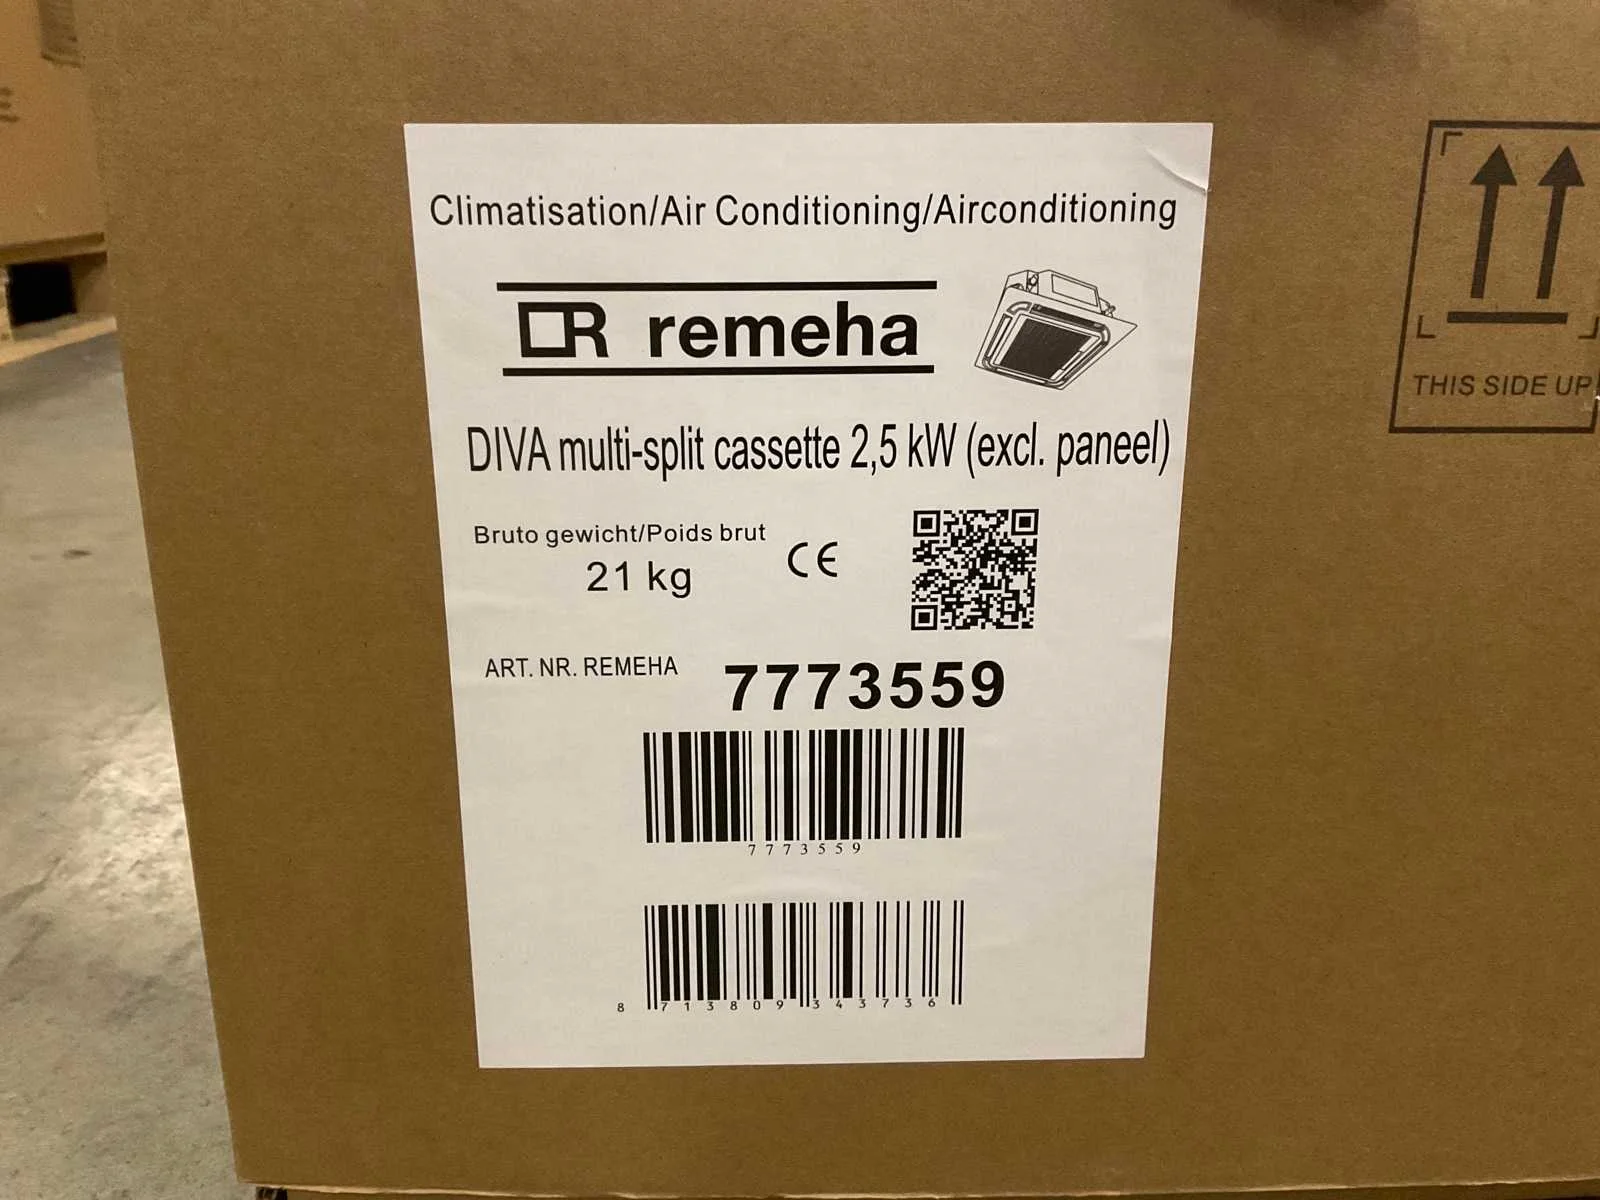 Climatisation/Air Conditioning/Airconditioning
remeha
DIVA multi-split cassette 2,5 kW (excl. paneel)
Bruto gewicht/Poids brut
21 kg
CE
ART. NR. REMEHA 7773559
7773559
8 713809 343736
THIS SIDE UP